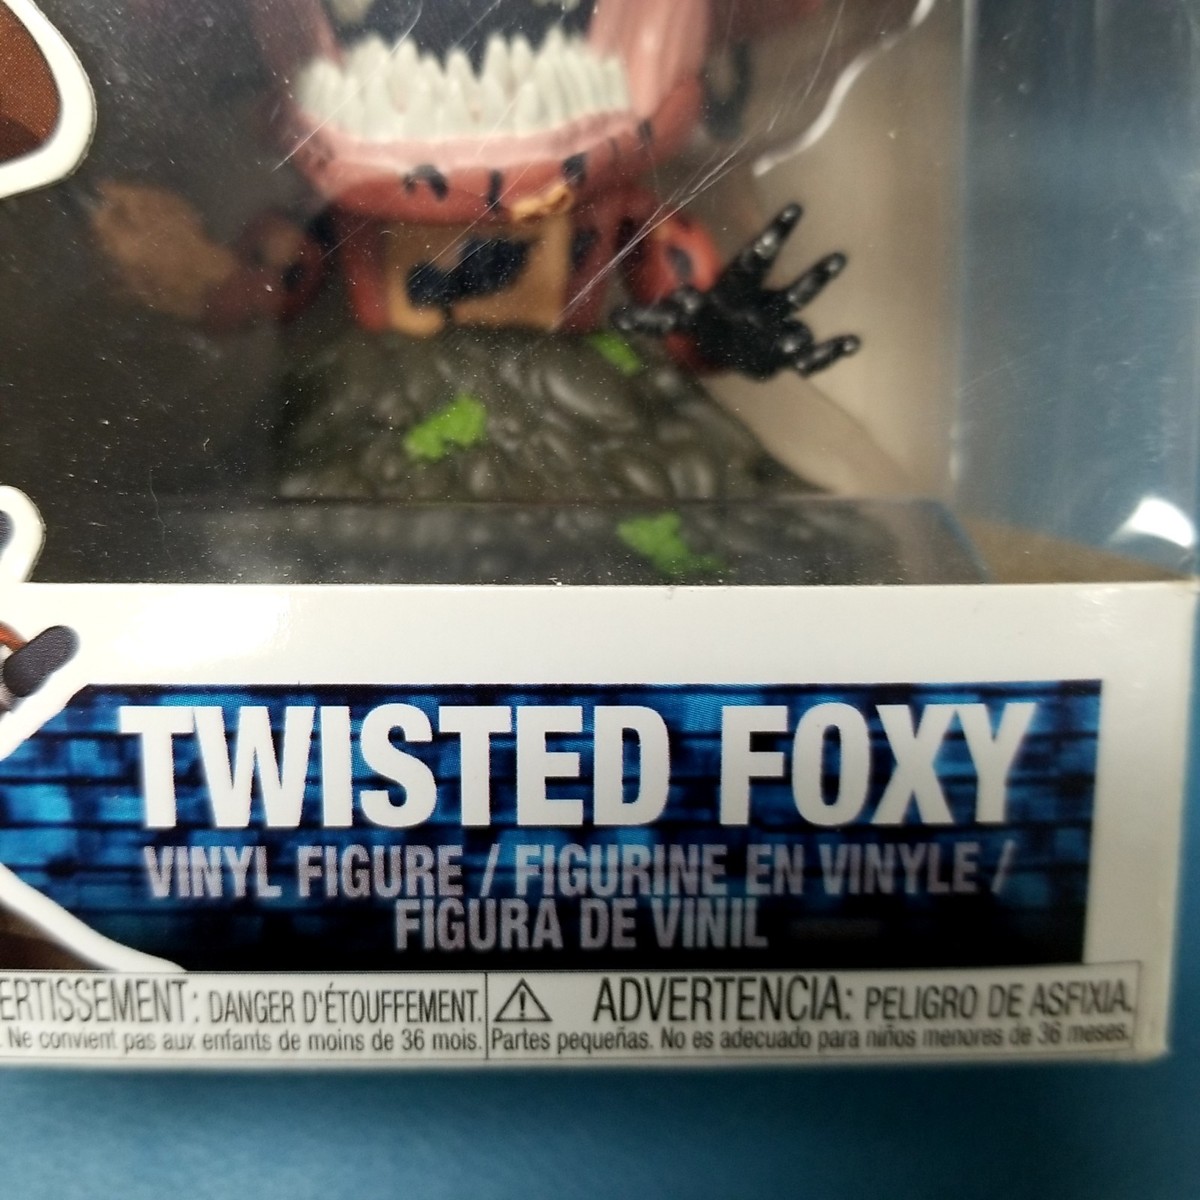 TWISTED FOXY
VINYL FIGURE / FIGURINE EN VINYLE /
FIGURA DE VINIL
ERTISSEMENT: DANGER D'ÉTOUFFEMENT.
Ne convient pas aux enfants de moins de 36 mois.
ADVERTENCIA: PELIGRO DE ASFIXIA.
Partes pequeñas. No es adecuado para niños menores de 36 meses.